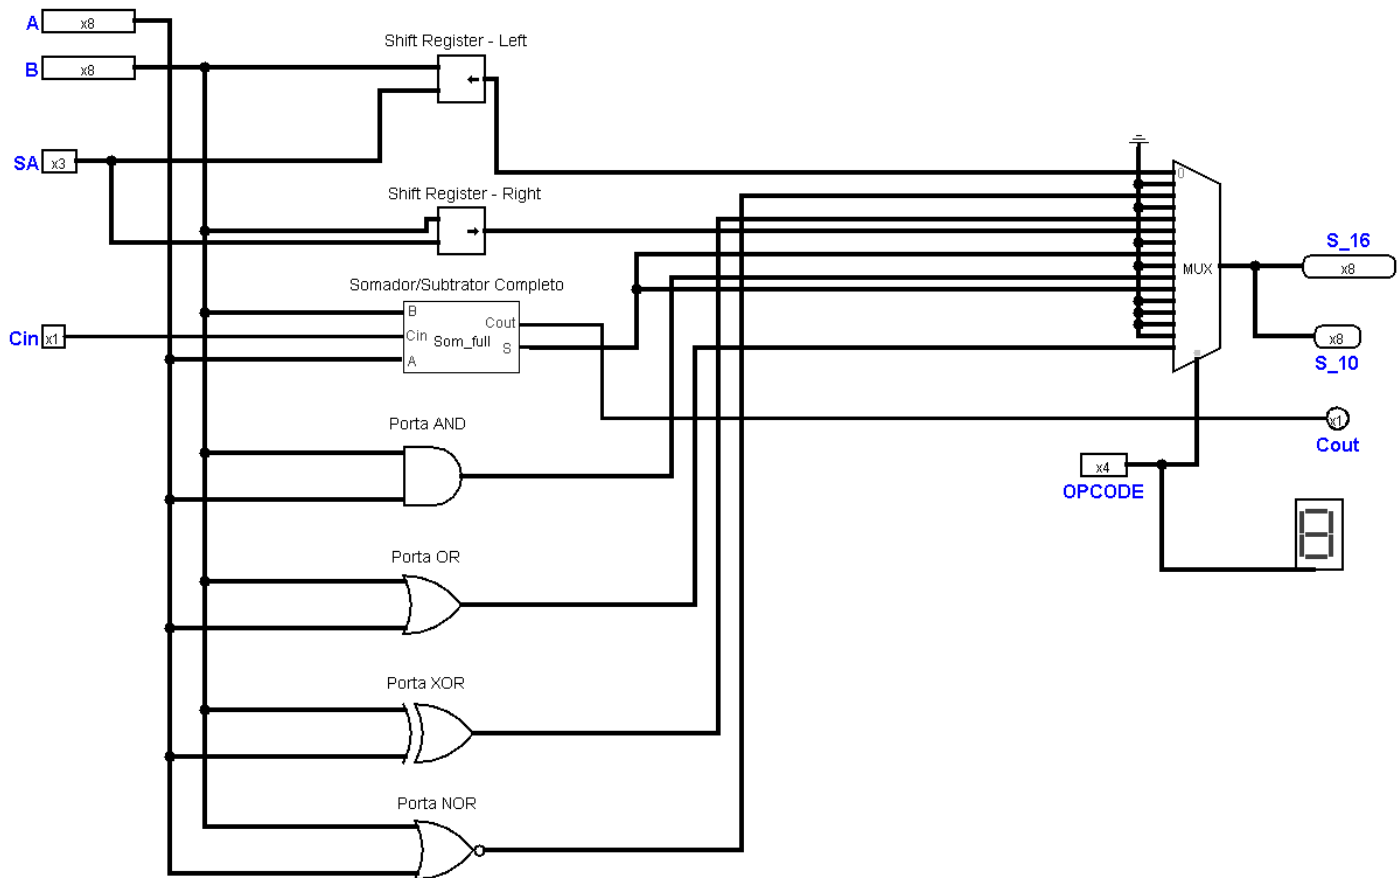 A x8
Shift Register - Left
B x8
SA x3
Shift Register - Right
0
MUX
S_16
x8
Somador/Subtrator Completo
B
Cout
Cin x1
Cin
Som_full
S
A
x8
S_10
Porta AND
x1
Cout
x4
OPCODE
Porta OR
Porta XOR
Porta NOR